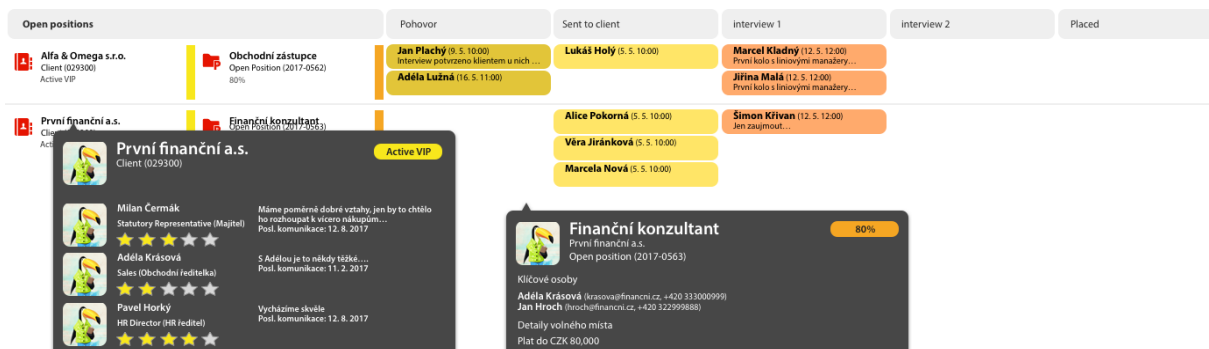 Open positions
Pohovor
Sent to client
interview 1
interview 2
Placed
Alfa & Omega s.r.o.
Client (029300)
Active VIP
Obchodní zástupce
Open Position (2017-0562)
80%
Jan Plachý (9. 5. 10:00)
Interview potvrzeno klientem u nich ...
Adéla Lužná (16. 5. 11:00)
Lukáš Holý (5. 5. 10:00)
Marcel Kladný (12. 5. 12:00)
První kolo s liniovými manažery...
Jiřina Malá (12. 5. 12:00)
První kolo s liniovými manažery...
První finanční a.s.
Finanční konzultant
Open Position (2017-0563)
Alice Pokorná (5. 5. 10:00)
Věra Jiránková (5. 5. 10:00)
Marcela Nová (5. 5. 10:00)
Šimon Křivan (12. 5. 12:00)
Jen zaujmout...
První finanční a.s.
Client (029300)
Active VIP
Milan Čermák
Statutory Representative (Majitel)
Máme poměrně dobré vztahy, jen by to chtělo
ho rozhoupat k vícero nákupům...
Posl. komunikace: 12. 8. 2017
Adéla Krásová
Sales (Obchodní ředitelka)
S Adélou je to někdy těžké....
Posl. komunikace: 11. 2. 2017
Pavel Horký
HR Director (HR ředitel)
Vycházíme skvěle
Posl. komunikace: 12. 8. 2017
Finanční konzultant
První finanční a.s.
Open position (2017-0563)
80%
Klíčové osoby
Adéla Krásová (krasova@financni.cz, +420 333000999)
Jan Hroch (hroch@financni.cz, +420 322999888)
Detaily volného místa
Plat do CZK 80,000